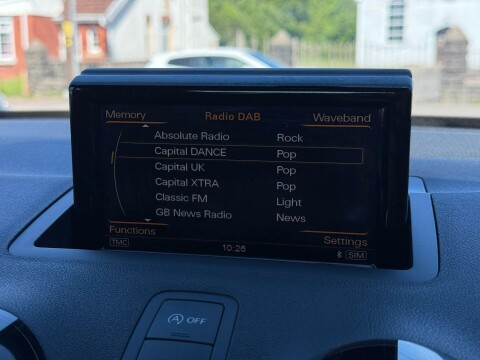 Memory Radio DAB Waveband
Absolute Radio Rock
Capital DANCE Pop
Capital UK Pop
Capital XTRA Pop
Classic FM Light
GB News Radio News
Functions Settings
TMC 10:26 SIM
A OFF